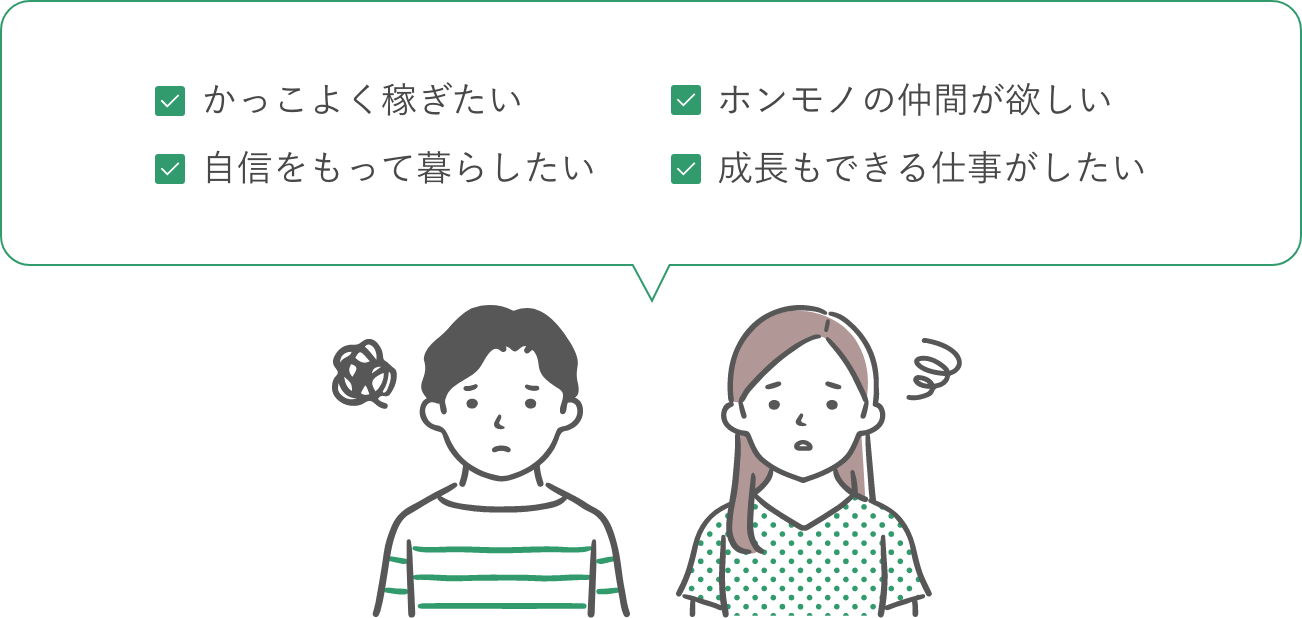 かっこよく稼ぎたい
ホンモノの仲間が欲しい
自信をもって暮らしたい
成長もできる仕事がしたい